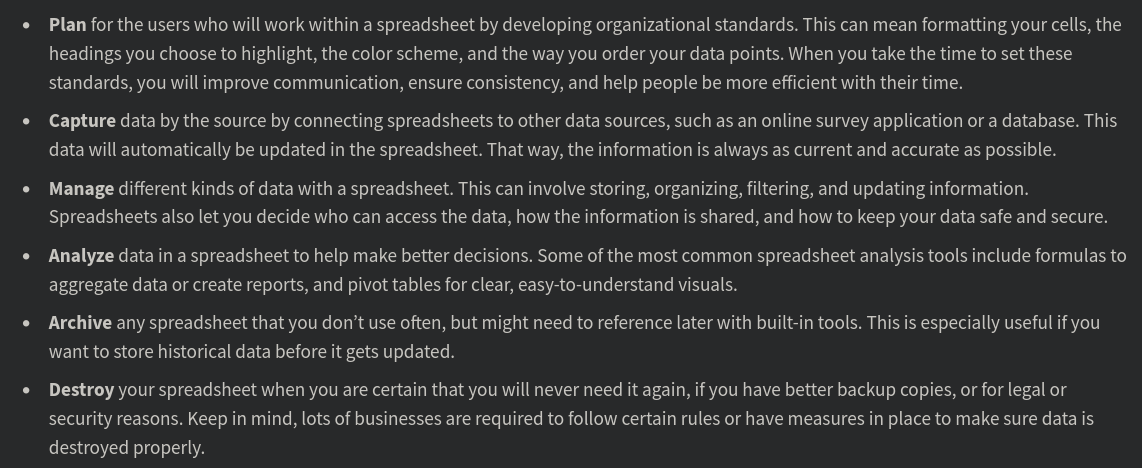 • Plan for the users who will work within a spreadsheet by developing organizational standards. This can mean formatting your cells, the
headings you choose to highlight, the color scheme, and the way you order your data points. When you take the time to set these
standards, you will improve communication, ensure consistency, and help people be more efficient with their time.
• Capture data by the source by connecting spreadsheets to other data sources, such as an online survey application or a database. This
data will automatically be updated in the spreadsheet. That way, the information is always as current and accurate as possible.
• Manage different kinds of data with a spreadsheet. This can involve storing, organizing, filtering, and updating information.
Spreadsheets also let you decide who can access the data, how the information is shared, and how to keep your data safe and secure.
• Analyze data in a spreadsheet to help make better decisions. Some of the most common spreadsheet analysis tools include formulas to
aggregate data or create reports, and pivot tables for clear, easy-to-understand visuals.
• Archive any spreadsheet that you don’t use often, but might need to reference later with built-in tools. This is especially useful if you
want to store historical data before it gets updated.
• Destroy your spreadsheet when you are certain that you will never need it again, if you have better backup copies, or for legal or
security reasons. Keep in mind, lots of businesses are required to follow certain rules or have measures in place to make sure data is
destroyed properly.